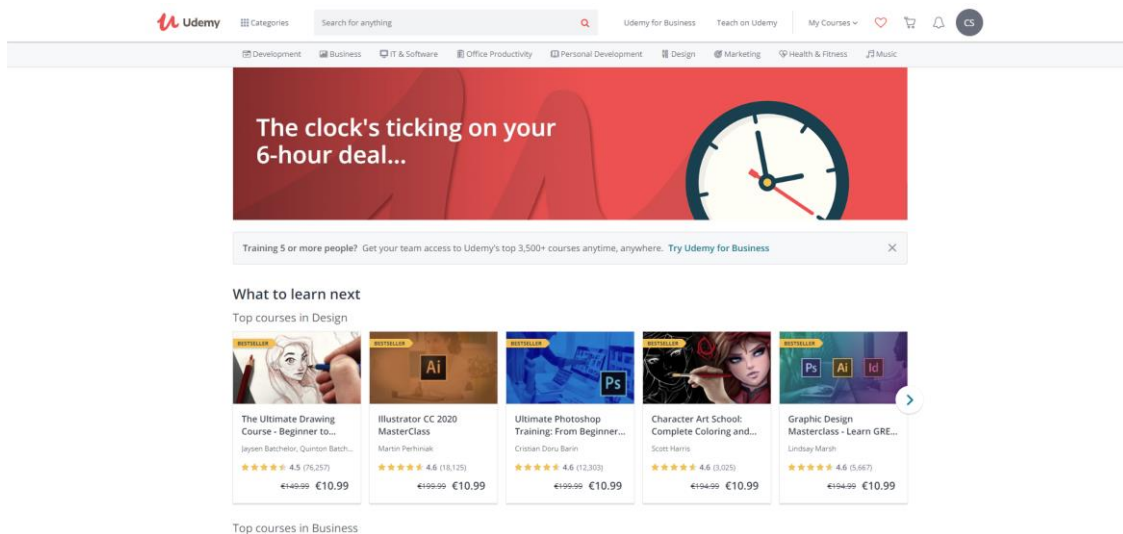 Udemy
Categories
Search for anything
Udemy for Business
Teach on Udemy
My Courses
CS
Development
Business
IT & Software
Office Productivity
Personal Development
Design
Marketing
Health & Fitness
Music
The clock's ticking on your
6-hour deal...
Training 5 or more people? Get your team access to Udemy's top 3,500+ courses anytime, anywhere. Try Udemy for Business
What to learn next
Top courses in Design
BESTSELLER
The Ultimate Drawing
Course - Beginner to...
Jaysen Batchelor, Quinton Batch...
4.5 (76,257)
€149.99 €10.99
BESTSELLER
Ai
Illustrator CC 2020
MasterClass
Martin Perhiniak
4.6 (18,125)
€199.99 €10.99
BESTSELLER
Ps
Ultimate Photoshop
Training: From Beginner...
Cristian Doru Barin
4.6 (12,303)
€199.99 €10.99
BESTSELLER
Character Art School:
Complete Coloring and...
Scott Harris
4.6 (3,025)
€194.99 €10.99
BESTSELLER
Ps Ai Id
Graphic Design
Masterclass - Learn GRE...
Lindsay Marsh
4.6 (5,667)
€194.99 €10.99
Top courses in Business